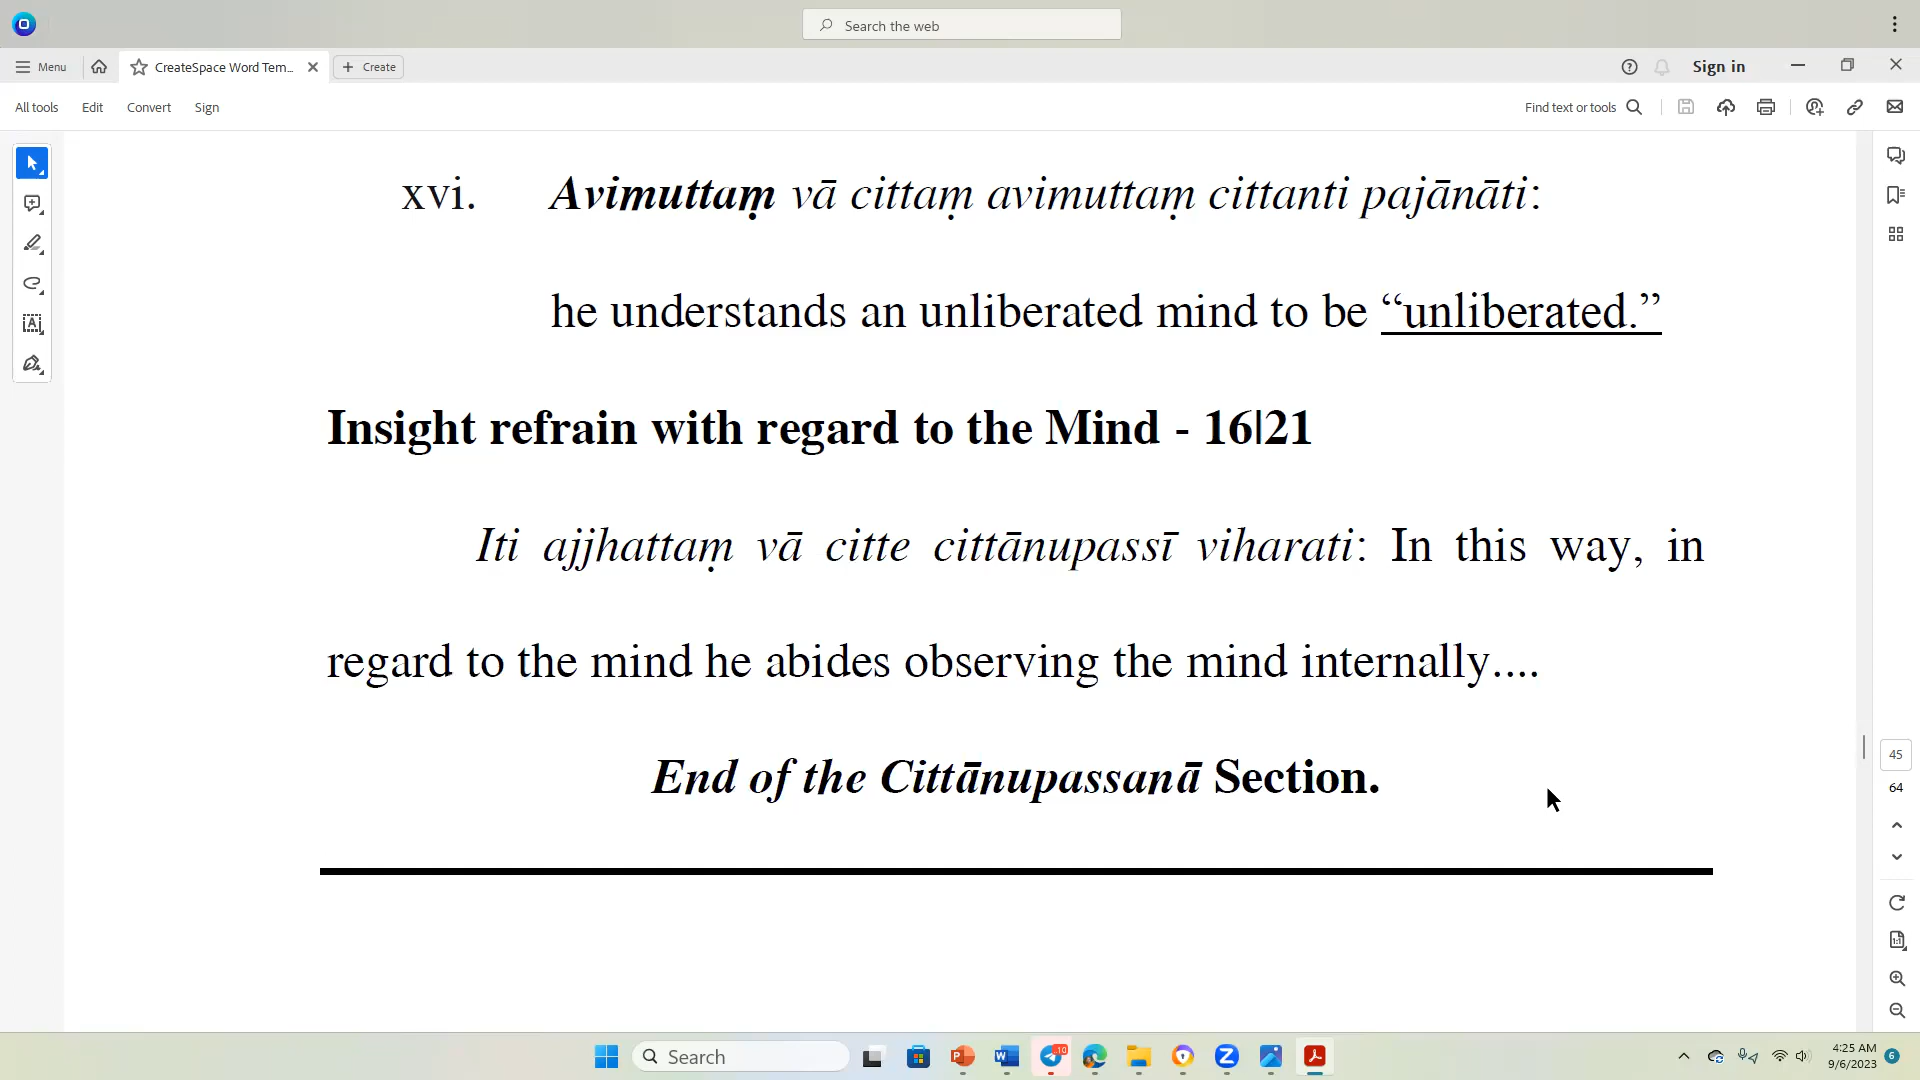 Search the web
Menu
CreateSpace Word Tem...
Create
Sign in
All tools Edit Convert Sign
Find text or tools
xvi. Avimuttaṃ vā cittaṃ avimuttaṃ cittanti pajānāti:
he understands an unliberated mind to be “unliberated.”
Insight refrain with regard to the Mind - 16|21
Iti ajjhattaṃ vā citte cittānupassī viharati: In this way, in
regard to the mind he abides observing the mind internally....
End of the Cittānupassanā Section.
45
64
Search
10
4:25 AM
9/6/2023
6